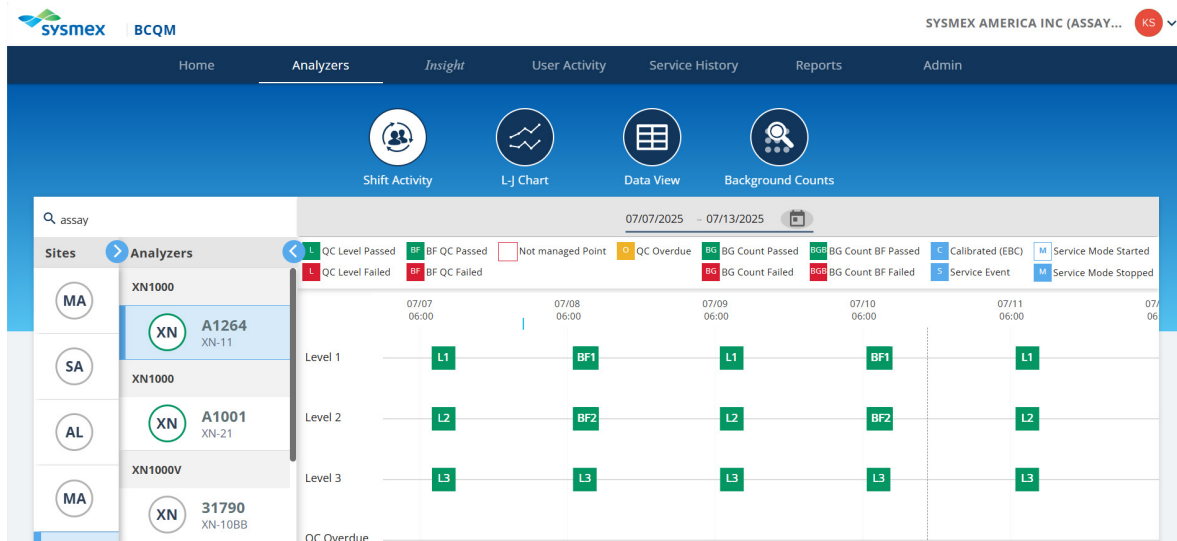 sysmex BCQM
SYSMEX AMERICA INC (ASSAY...
KS
Home Analyzers Insight User Activity Service History Reports Admin
Shift Activity L-J Chart Data View Background Counts
assay
07/07/2025 – 07/13/2025
Sites Analyzers
L QC Level Passed BF BF QC Passed Not managed Point O QC Overdue BG BG Count Passed BGB BG Count BF Passed C Calibrated (EBC) M Service Mode Started
L QC Level Failed BF BF QC Failed BG BG Count Failed BGB BG Count BF Failed S Service Event M Service Mode Stopped
MA
SA
AL
MA
XN1000
XN A1264
XN-11
XN1000
XN A1001
XN-21
XN1000V
XN 31790
XN-10BB
07/07 07/08 07/09 07/10 07/11 07/
06:00 06:00 06:00 06:00 06:00 06
Level 1 L1 BF1 L1 BF1 L1
Level 2 L2 BF2 L2 BF2 L2
Level 3 L3 L3 L3 L3 L3
QC Overdue